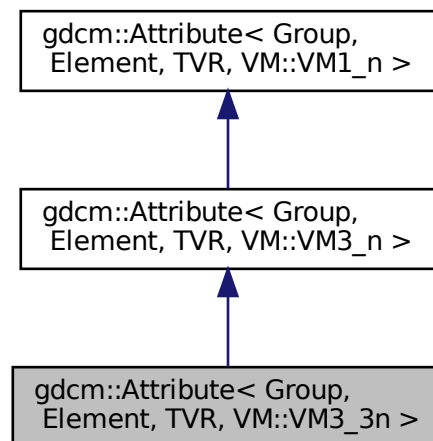 gdcm::Attribute< Group,
Element, TVR, VM::VM1_n >
gdcm::Attribute< Group,
Element, TVR, VM::VM3_n >
gdcm::Attribute< Group,
Element, TVR, VM::VM3_3n >